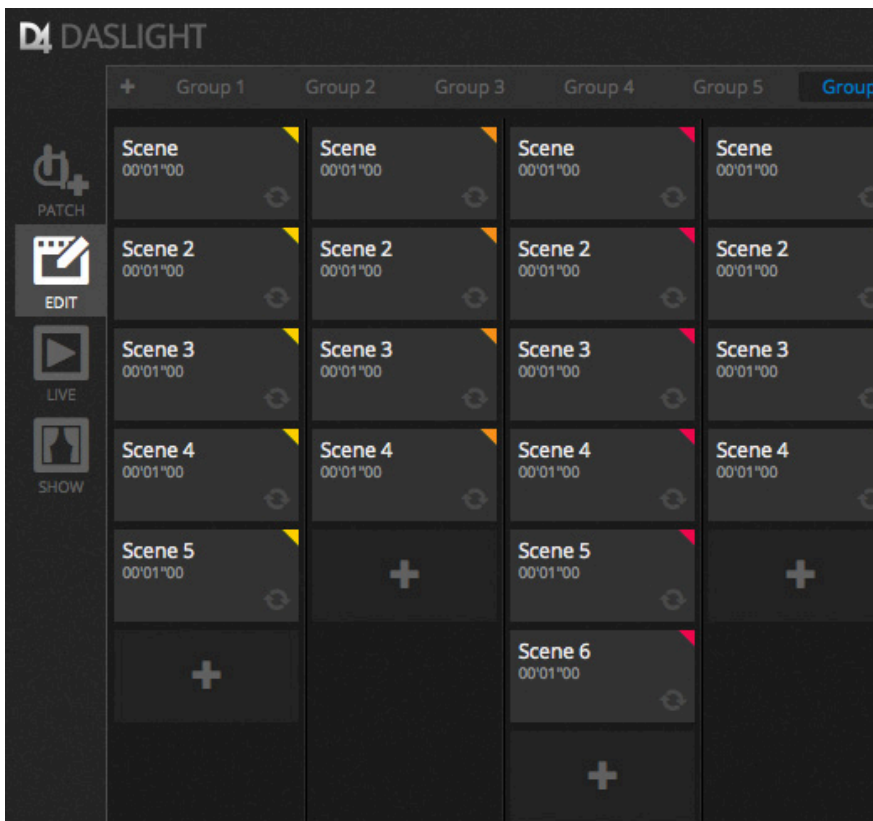 D4 DASLIGHT
+ Group 1 Group 2 Group 3 Group 4 Group 5 Group
PATCH
EDIT
LIVE
SHOW
Scene Scene Scene Scene
00'01"00 00'01"00 00'01"00 00'01"00
Scene 2 Scene 2 Scene 2 Scene 2
00'01"00 00'01"00 00'01"00 00'01"00
Scene 3 Scene 3 Scene 3 Scene 3
00'01"00 00'01"00 00'01"00 00'01"00
Scene 4 Scene 4 Scene 4 Scene 4
00'01"00 00'01"00 00'01"00 00'01"00
Scene 5 + Scene 5 +
00'01"00 00'01"00
+ Scene 6
00'01"00
+